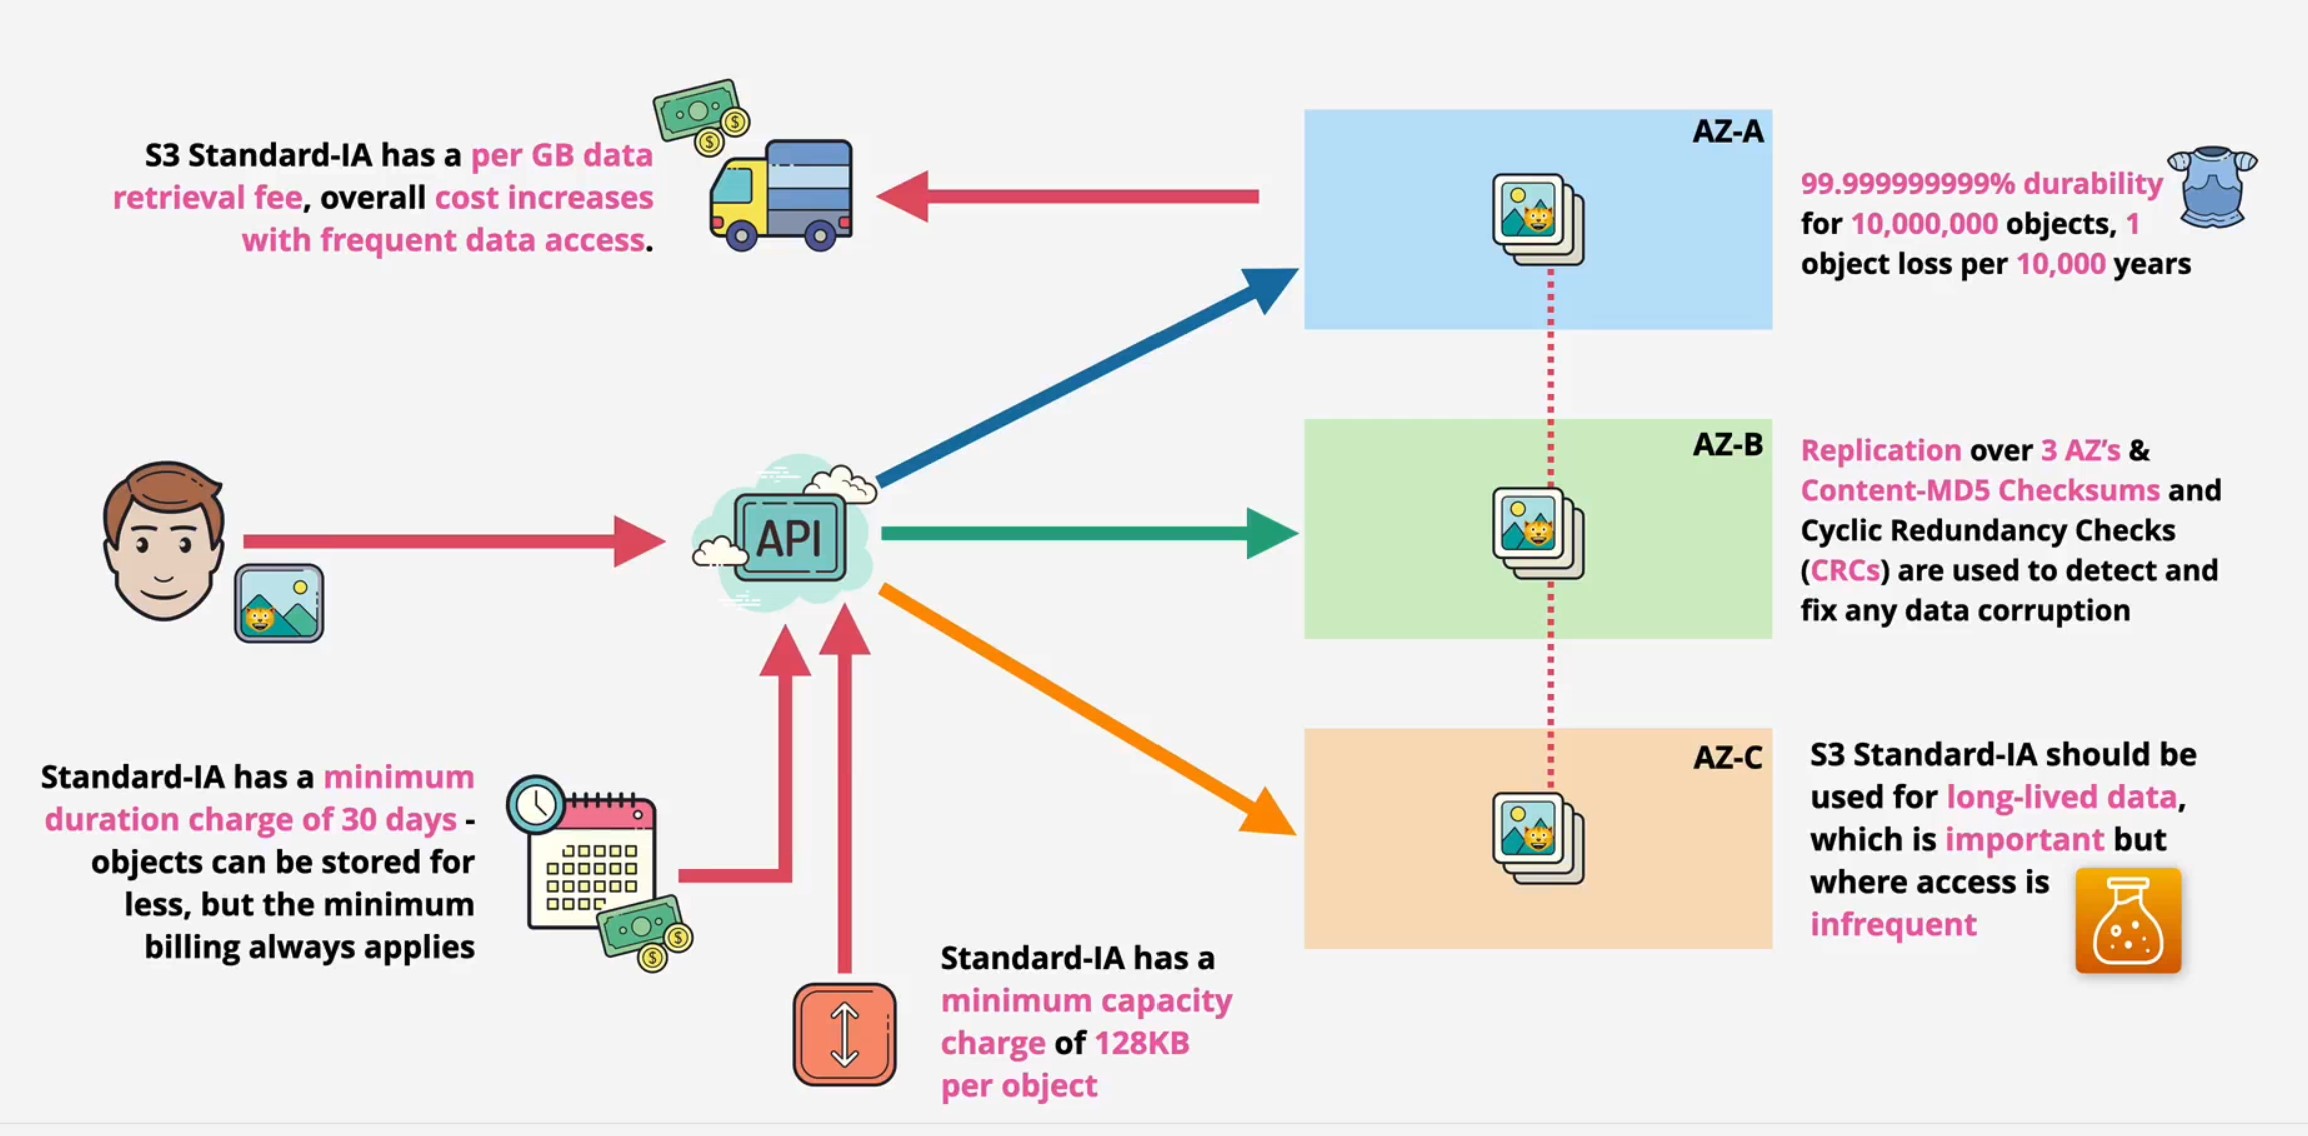 S3 Standard-IA has a per GB data
retrieval fee, overall cost increases
with frequent data access.
AZ-A
99.999999999% durability
for 10,000,000 objects, 1
object loss per 10,000 years
API
AZ-B
Replication over 3 AZ’s &
Content-MD5 Checksums and
Cyclic Redundancy Checks
(CRCs) are used to detect and
fix any data corruption
Standard-IA has a minimum
duration charge of 30 days -
objects can be stored for
less, but the minimum
billing always applies
Standard-IA has a
minimum capacity
charge of 128KB
per object
AZ-C
S3 Standard-IA should be
used for long-lived data,
which is important but
where access is
infrequent